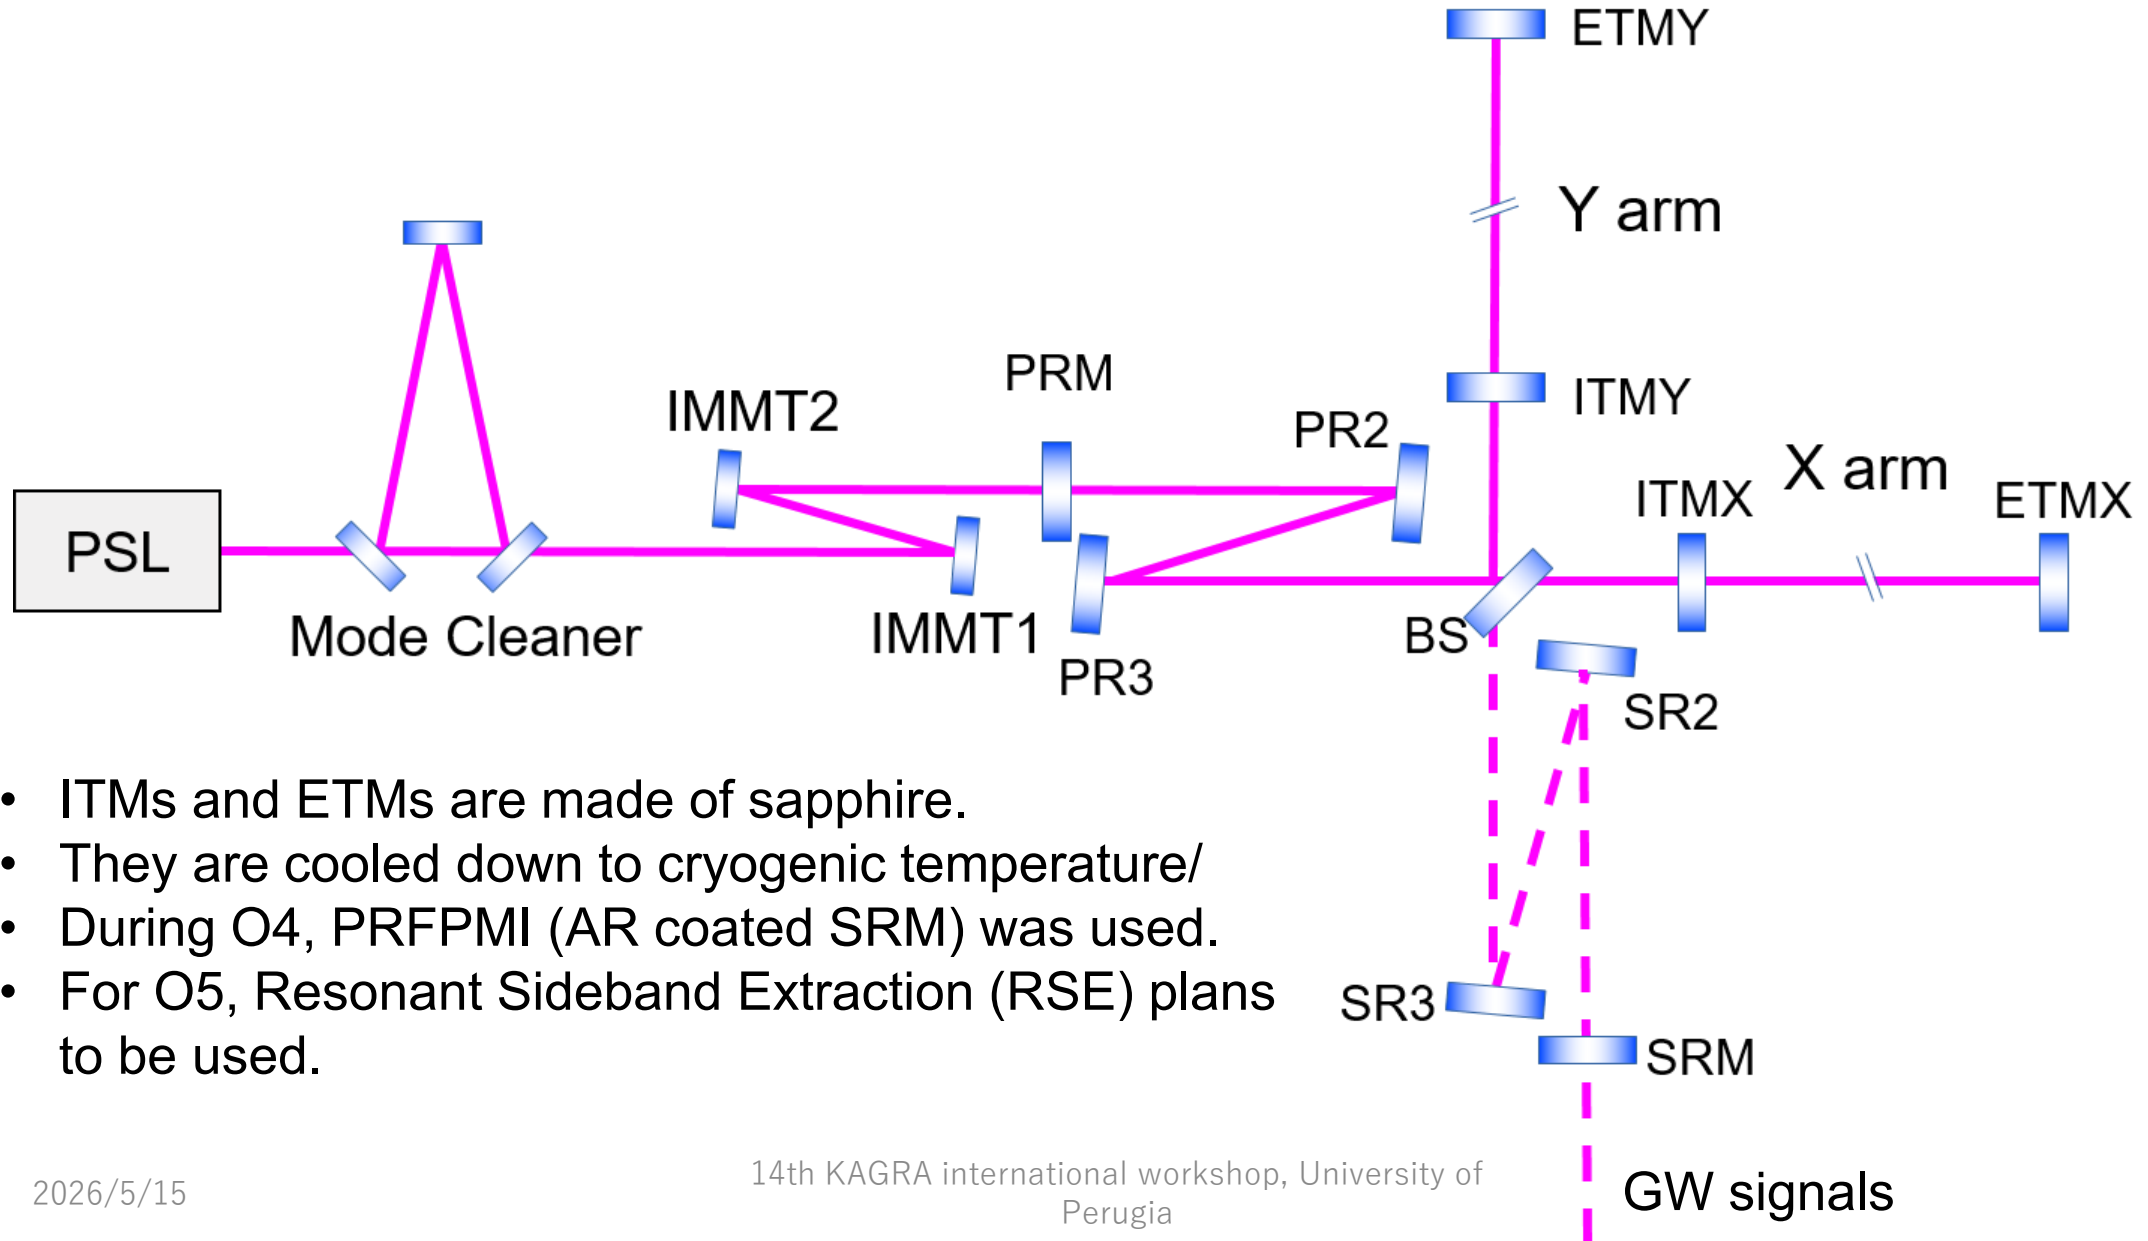 ETMY
Y arm
PRM
IMMT2
ITMY
PR2
X arm
ITMX
ETMX
PSL
Mode Cleaner
IMMT1
BS
PR3
SR2
• ITMs and ETMs are made of sapphire.
• They are cooled down to cryogenic temperature/
• During O4, PRFPMI (AR coated SRM) was used.
• For O5, Resonant Sideband Extraction (RSE) plans
to be used.
SR3
SRM
2026/5/15
14th KAGRA international workshop, University of
Perugia
GW signals